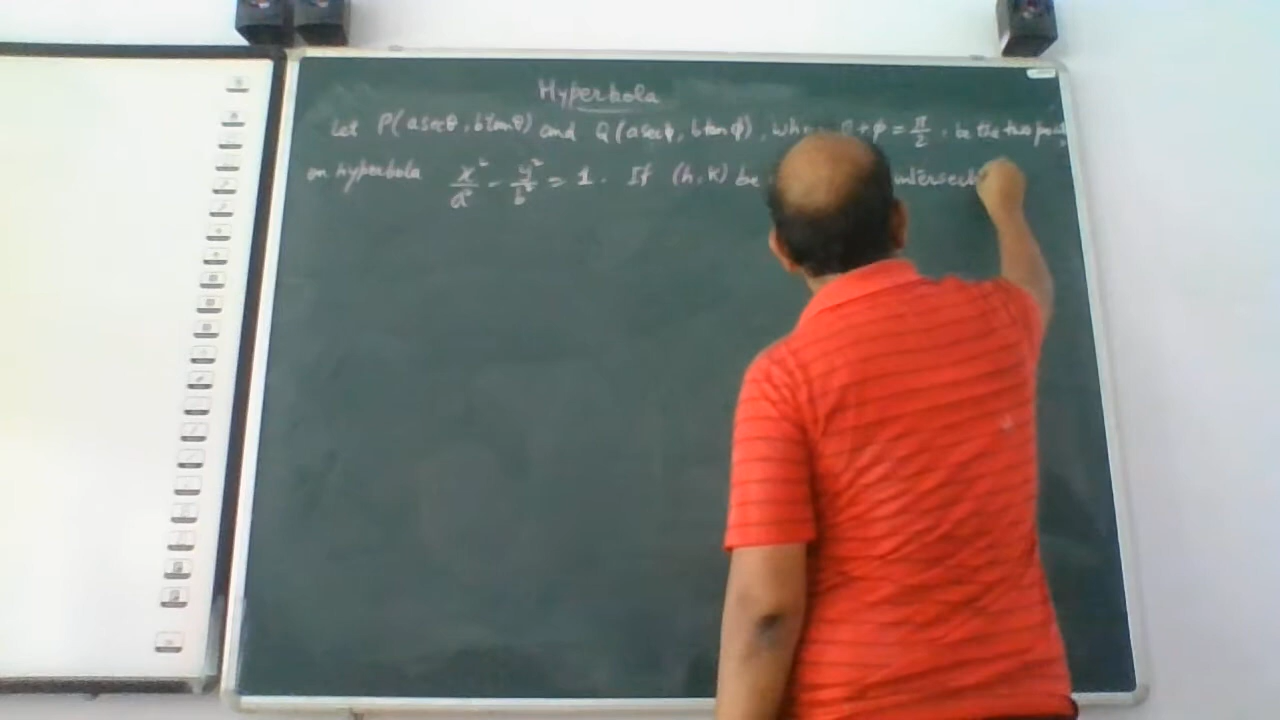 Hyperbola
Let P(a secθ, b tanθ) and Q(a secφ, b tanφ), where θ+φ = π/2, be the two points
on hyperbola x²/a² - y²/b² = 1. If (h, k) be intersect